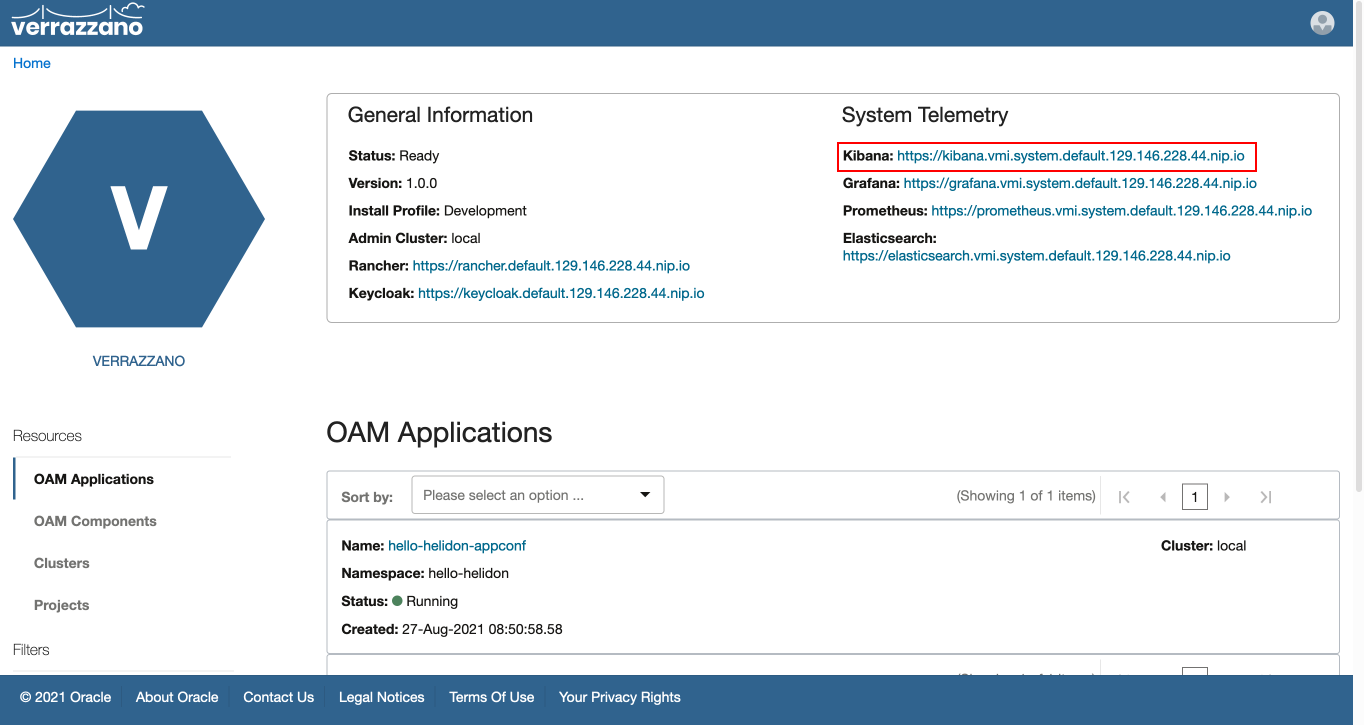 verrazzano
Home
V
VERRAZZANO
General Information
Status: Ready
Version: 1.0.0
Install Profile: Development
Admin Cluster: local
Rancher: https://rancher.default.129.146.228.44.nip.io
Keycloak: https://keycloak.default.129.146.228.44.nip.io
System Telemetry
Kibana: https://kibana.vmi.system.default.129.146.228.44.nip.io
Grafana: https://grafana.vmi.system.default.129.146.228.44.nip.io
Prometheus: https://prometheus.vmi.system.default.129.146.228.44.nip.io
Elasticsearch:
https://elasticsearch.vmi.system.default.129.146.228.44.nip.io
Resources
OAM Applications
OAM Components
Clusters
Projects
Filters
OAM Applications
Sort by: Please select an option ... (Showing 1 of 1 items) 1
Name: hello-helidon-appconf Cluster: local
Namespace: hello-helidon
Status: Running
Created: 27-Aug-2021 08:50:58.58
© 2021 Oracle About Oracle Contact Us Legal Notices Terms Of Use Your Privacy Rights